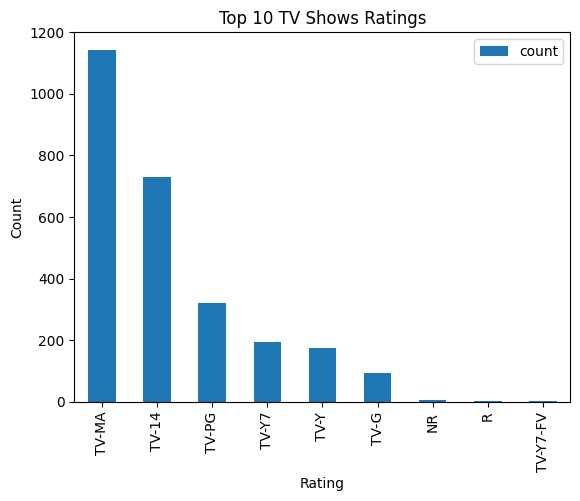 Top 10 TV Shows Ratings
count
Count
1200
1000
800
600
400
200
0
TV-MA
TV-14
TV-PG
TV-Y7
TV-Y
TV-G
NR
R
TV-Y7-FV
Rating